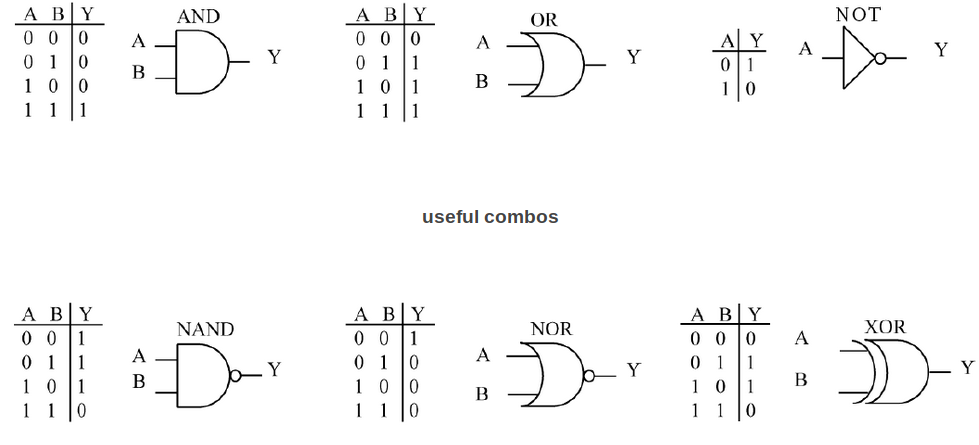 AND
A B Y
0 0 0
0 1 0
1 0 0
1 1 1
A
B
Y
OR
A B Y
0 0 0
0 1 1
1 0 1
1 1 1
A
B
Y
NOT
A Y
0 1
1 0
A
Y
useful combos
NAND
A B Y
0 0 1
0 1 1
1 0 1
1 1 0
A
B
Y
NOR
A B Y
0 0 1
0 1 0
1 0 0
1 1 0
A
B
Y
XOR
A B Y
0 0 0
0 1 1
1 0 1
1 1 0
A
B
Y